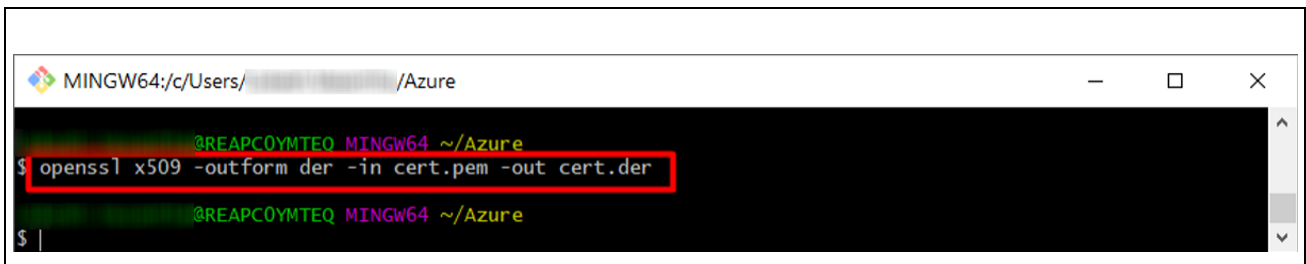 MINGW64:/c/Users/ /Azure
@REAPC0YMTEQ MINGW64 ~/Azure
$ openssl x509 -outform der -in cert.pem -out cert.der
@REAPC0YMTEQ MINGW64 ~/Azure
$